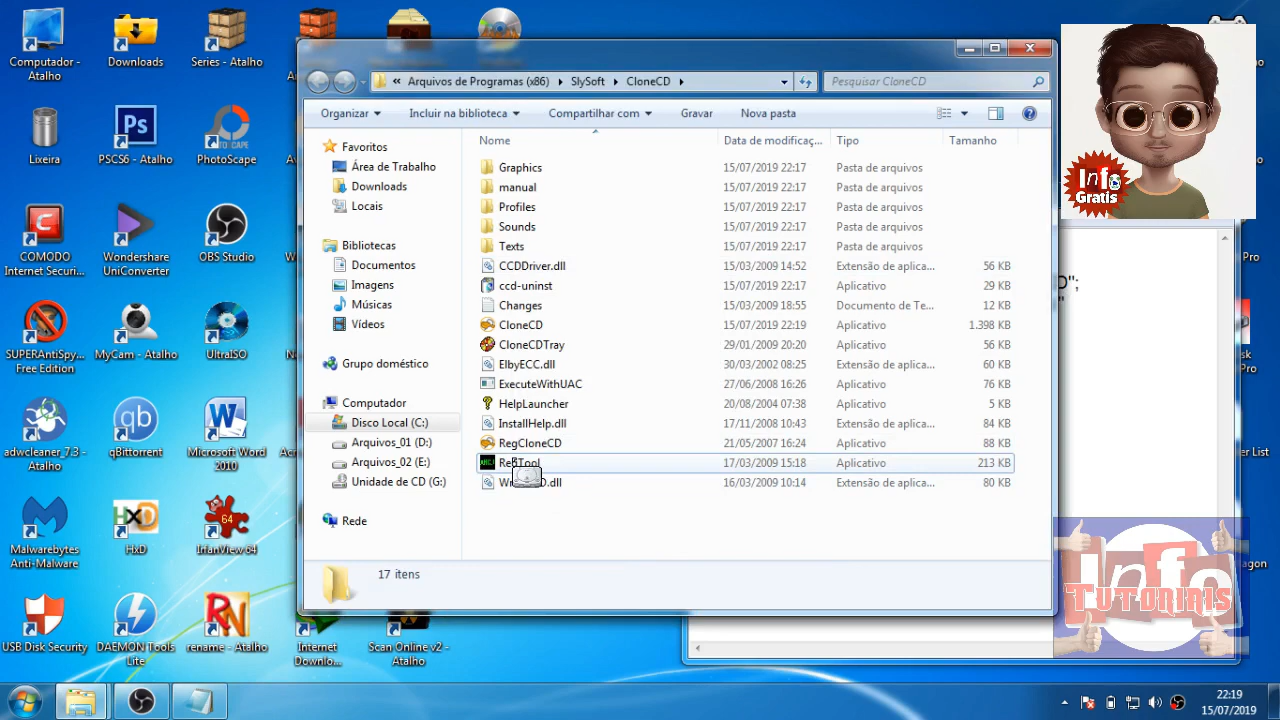 Computador - Atalho
Downloads
Series - Atalho
Lixeira
PSCS6 - Atalho
PhotoScape
COMODO Internet Securi...
Wondershare UniConverter
OBS Studio
SUPERAntiSpy... Free Edition
MyCam - Atalho
UltraISO
adwcleaner_7.3 - Atalho
qBittorrent
Microsoft Word 2010
Malwarebytes Anti-Malware
HxD
IrfanView 64
USB Disk Security
DAEMON Tools Lite
rename - Atalho
Internet Downlo...
Scan Online v2 - Atalho
« Arquivos de Programas (x86) SlySoft CloneCD
Pesquisar CloneCD
Organizar
Incluir na biblioteca
Compartilhar com
Gravar
Nova pasta
Favoritos
Área de Trabalho
Downloads
Locais
Bibliotecas
Documentos
Imagens
Músicas
Vídeos
Grupo doméstico
Computador
Disco Local (C:)
Arquivos_01 (D:)
Arquivos_02 (E:)
Unidade de CD (G:)
Rede
Nome Data de modificaç... Tipo Tamanho
Graphics 15/07/2019 22:17 Pasta de arquivos
manual 15/07/2019 22:17 Pasta de arquivos
Profiles 15/07/2019 22:17 Pasta de arquivos
Sounds 15/07/2019 22:17 Pasta de arquivos
Texts 15/07/2019 22:17 Pasta de arquivos
CCDDriver.dll 15/03/2009 14:52 Extensão de aplica... 56 KB
ccd-uninst 15/07/2019 22:17 Aplicativo 29 KB
Changes 15/03/2009 18:55 Documento de Te... 12 KB
CloneCD 15/07/2019 22:19 Aplicativo 1.398 KB
CloneCDTray 29/01/2009 20:20 Aplicativo 56 KB
ElbyECC.dll 30/03/2002 08:25 Extensão de aplica... 60 KB
ExecuteWithUAC 27/06/2008 16:26 Aplicativo 76 KB
HelpLauncher 20/08/2004 07:38 Aplicativo 5 KB
InstallHelp.dll 17/11/2008 10:43 Extensão de aplica... 84 KB
RegCloneCD 21/05/2007 16:24 Aplicativo 88 KB
17/03/2009 15:18 Aplicativo 213 KB
16/03/2009 10:14 Extensão de aplica... 80 KB
17 itens
Info Gratis
D";
"
Pro
Pro
Info
Tutoriais
22:19
15/07/2019